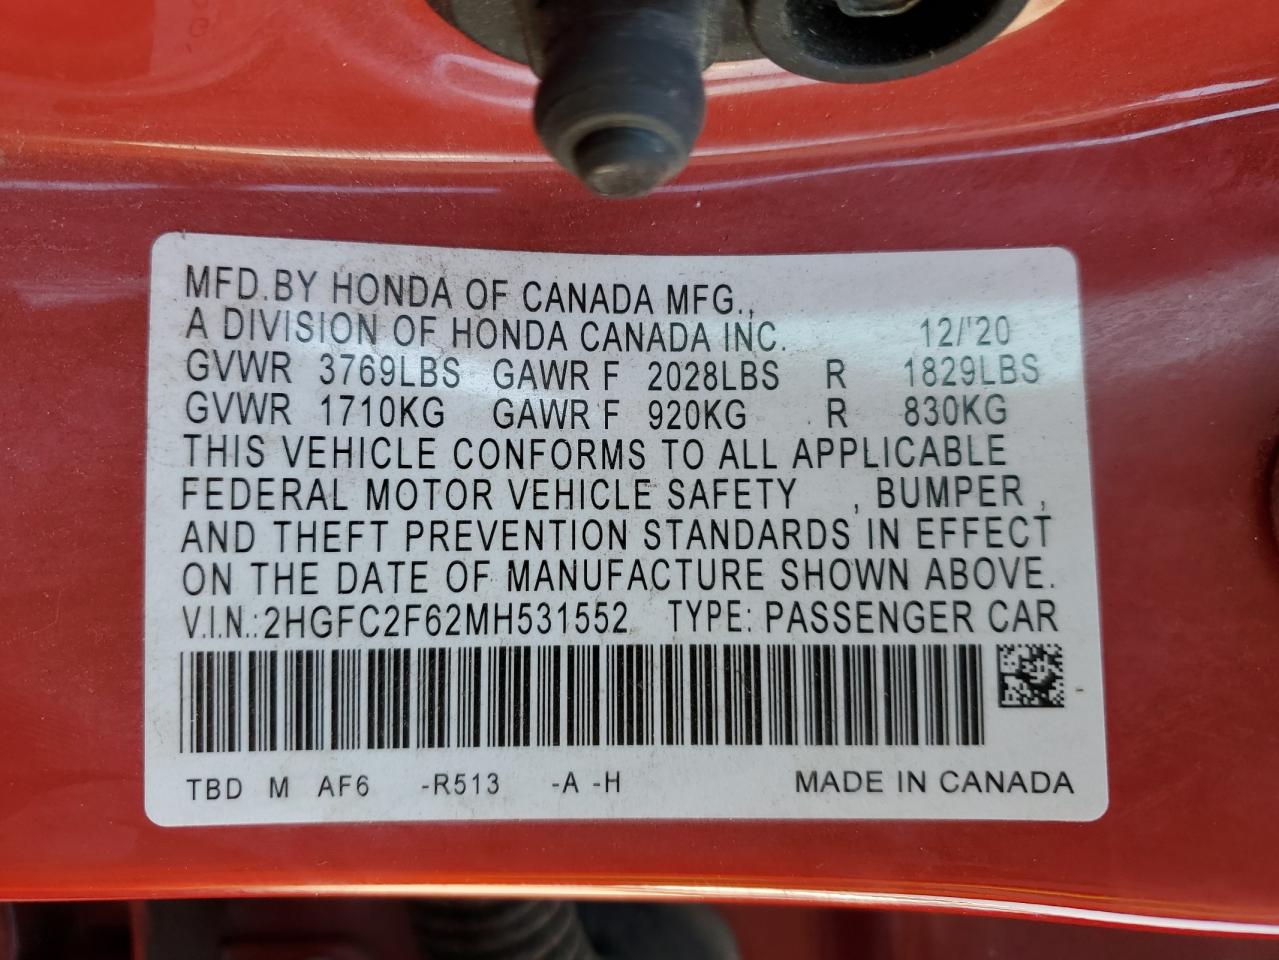 MFD.BY HONDA OF CANADA MFG.,
A DIVISION OF HONDA CANADA INC. 12/'20
GVWR 3769LBS GAWR F 2028LBS R 1829LBS
GVWR 1710KG GAWR F 920KG R 830KG
THIS VEHICLE CONFORMS TO ALL APPLICABLE
FEDERAL MOTOR VEHICLE SAFETY , BUMPER ,
AND THEFT PREVENTION STANDARDS IN EFFECT
ON THE DATE OF MANUFACTURE SHOWN ABOVE.
V.I.N.:2HGFC2F62MH531552 TYPE: PASSENGER CAR
TBD M AF6 -R513 -A -H MADE IN CANADA